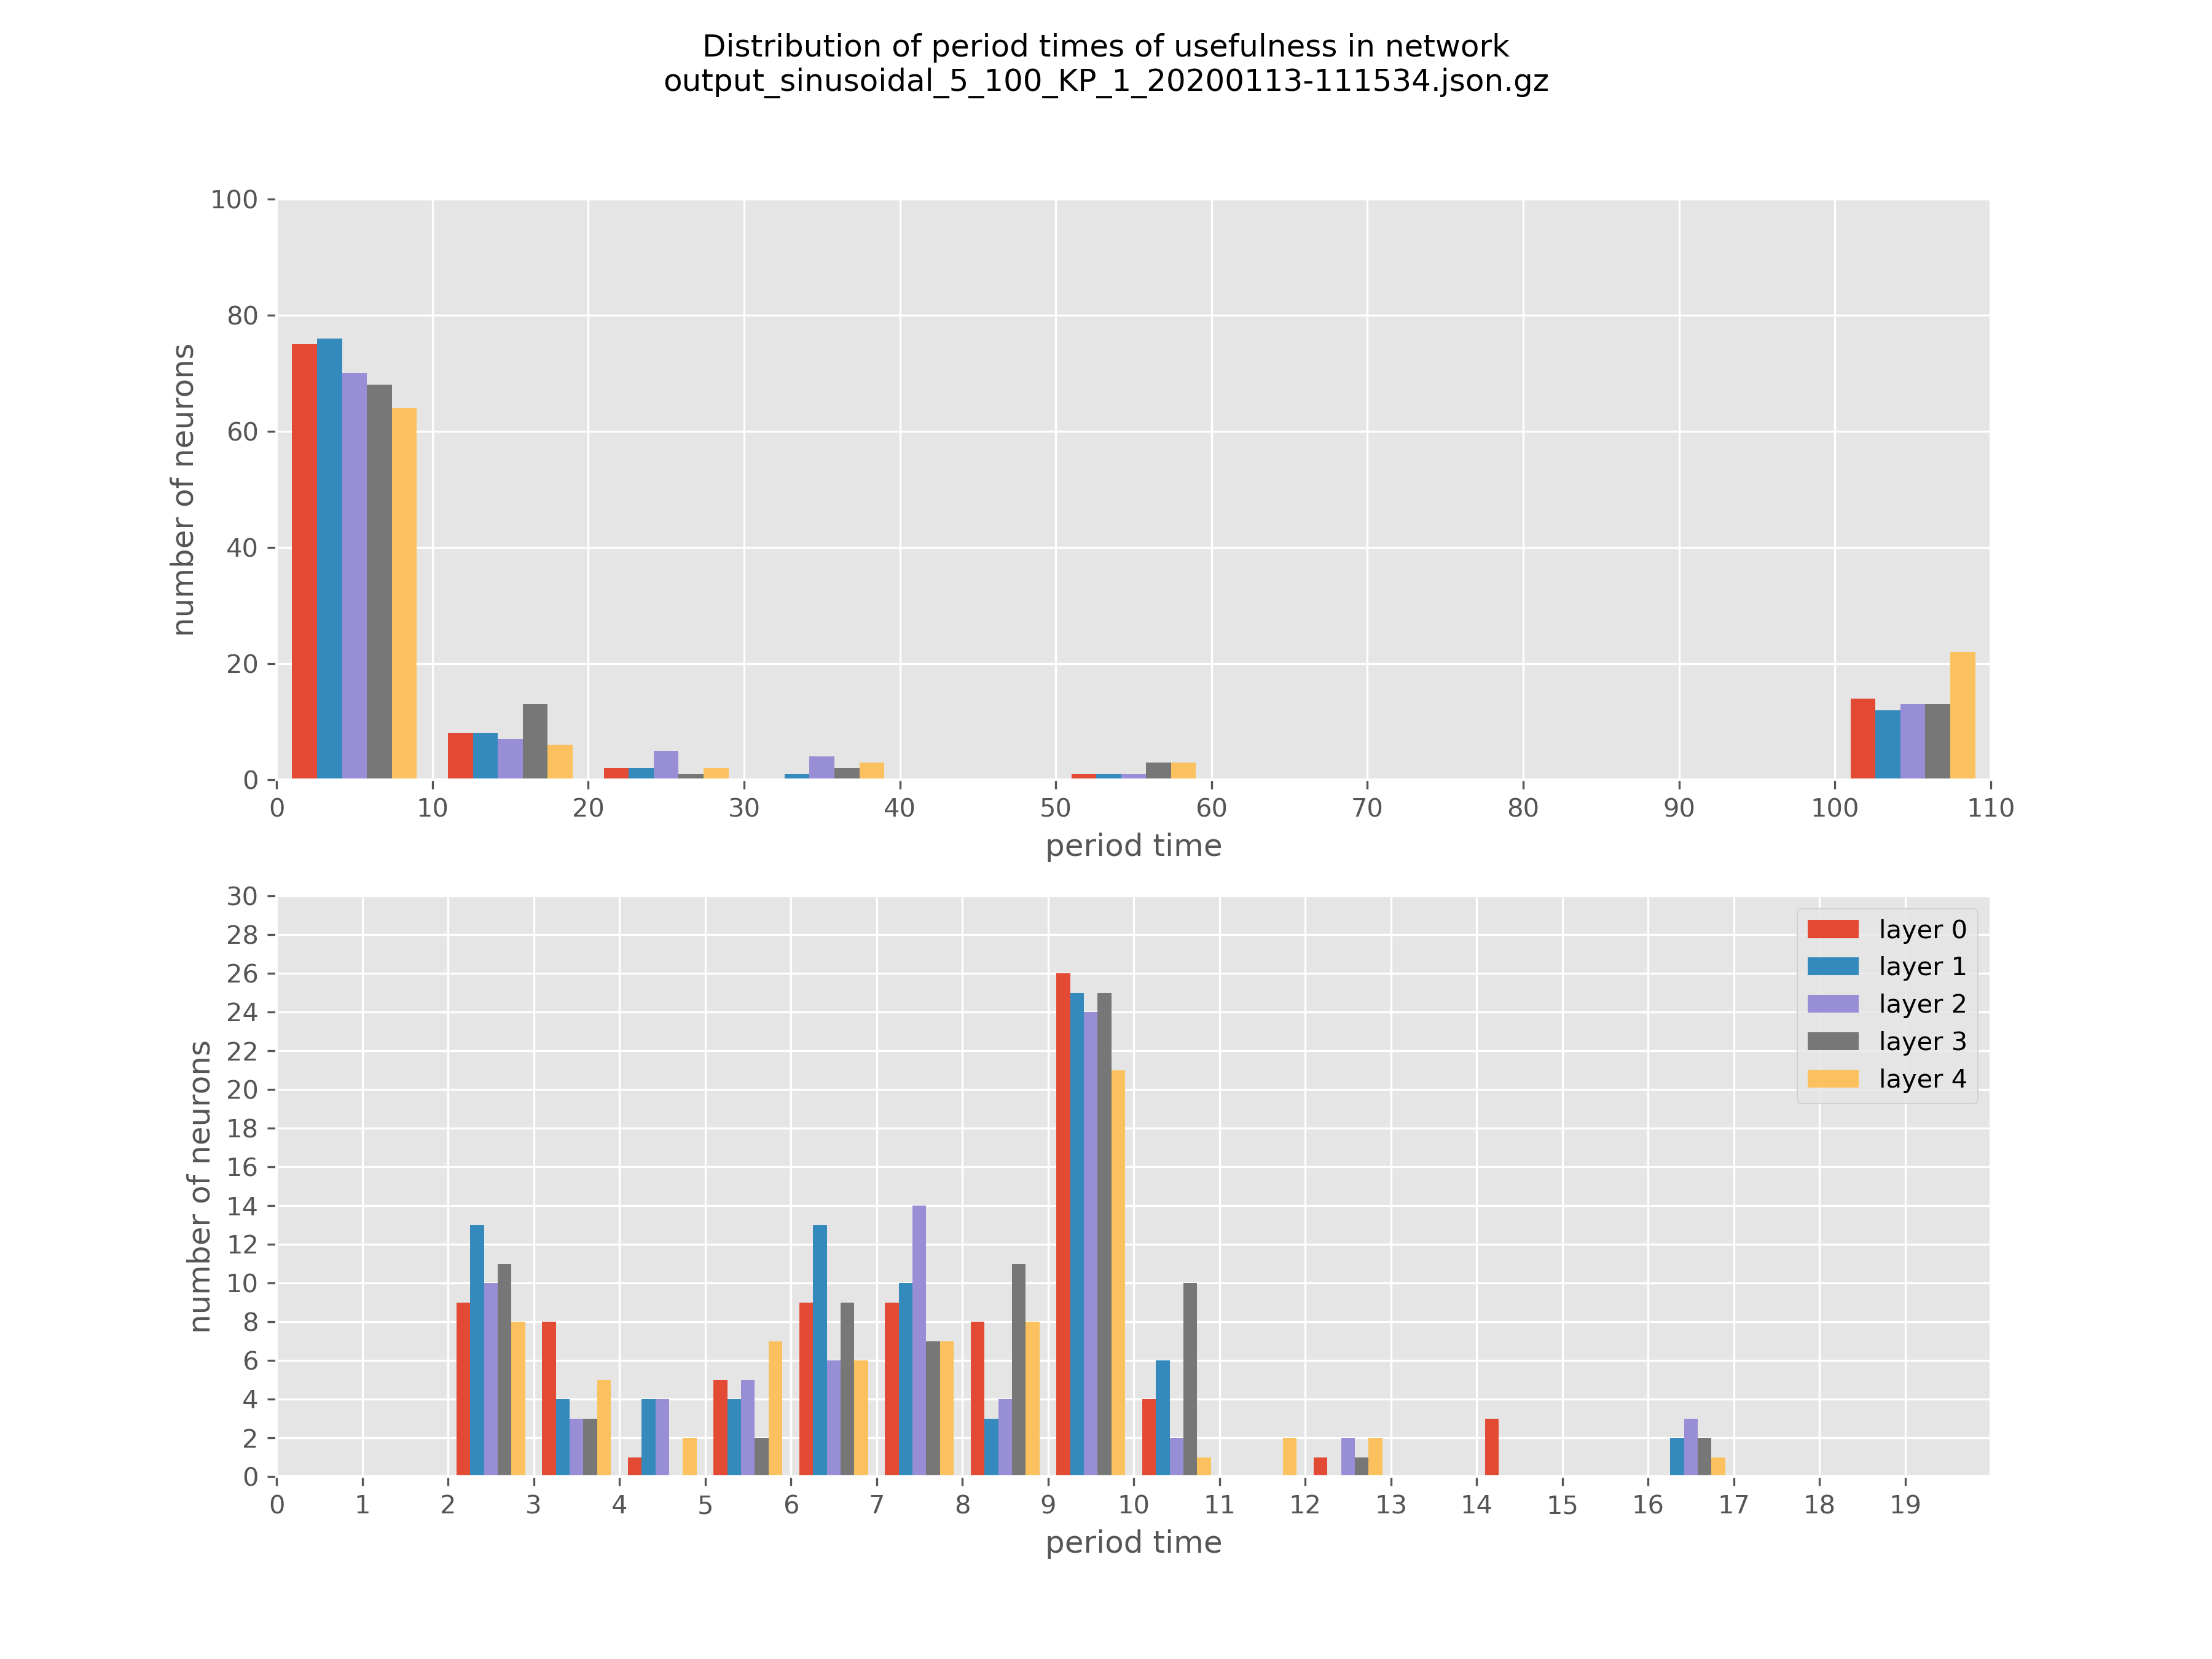 Distribution of period times of usefulness in network
output_sinusoidal_5_100_KP_1_20200113-111534.json.gz
100
80
60
40
20
0
number of neurons
0 10 20 30 40 50 60 70 80 90 100 110
period time
30
28
26
24
22
20
18
16
14
12
10
8
6
4
2
0
number of neurons
layer 0
layer 1
layer 2
layer 3
layer 4
0 1 2 3 4 5 6 7 8 9 10 11 12 13 14 15 16 17 18 19
period time